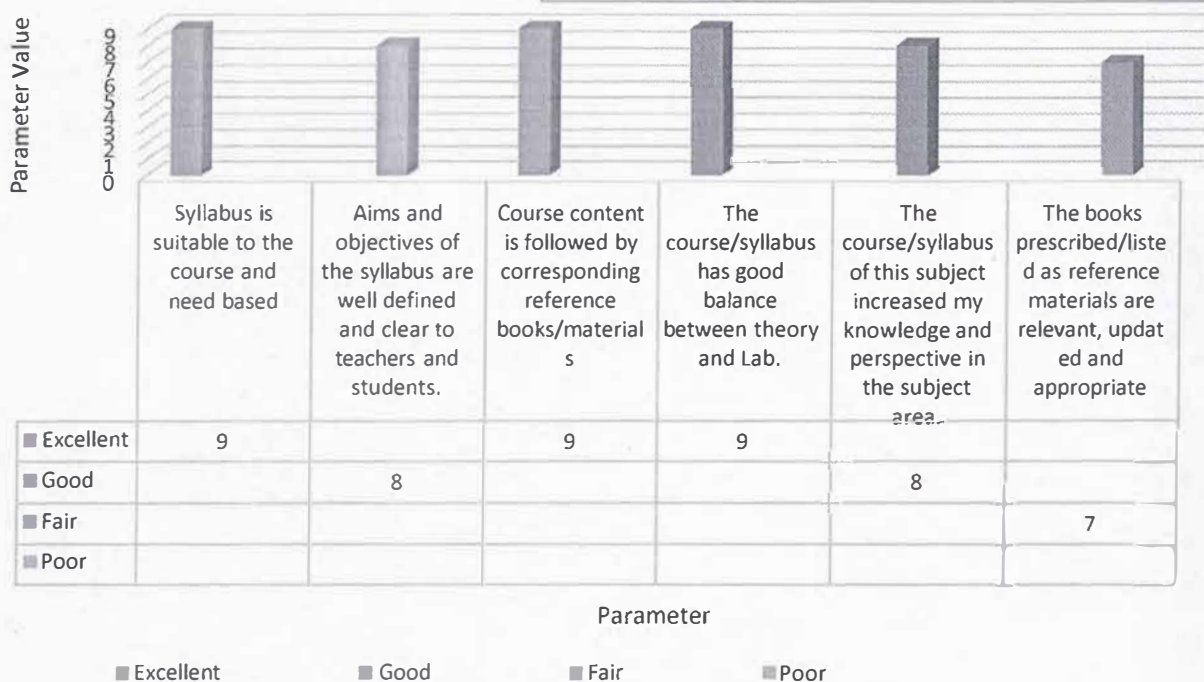 Parameter Value
9
8
7
6
5
4
3
2
1
0
Syllabus is
suitable to the
course and
need based
Aims and
objectives of
the syllabus are
well defined
and clear to
teachers and
students.
Course content
is followed by
corresponding
reference
books/material
s
The
course/syllabus
has good
balance
between theory
and Lab.
The
course/syllabus
of this subject
increased my
knowledge and
perspective in
the subject
area.
The books
prescribed/liste
d as reference
materials are
relevant, updat
ed and
appropriate
Excellent 9 9 9
Good 8 8
Fair 7
Poor
Parameter
Excellent Good Fair Poor